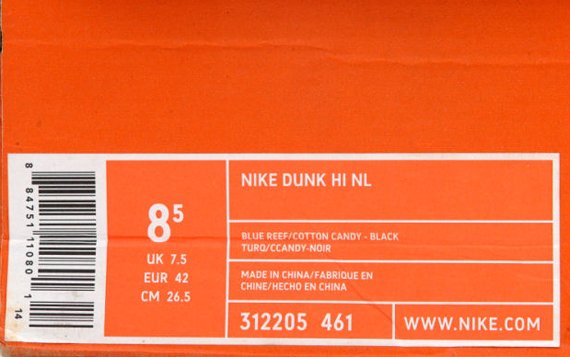 8 84751 11080 1
14
8⁵
UK 7.5
EUR 42
CM 26.5
NIKE DUNK HI NL
BLUE REEF/COTTON CANDY - BLACK
TURQ/CCANDY-NOIR
MADE IN CHINA/FABRIQUE EN
CHINE/HECHO EN CHINA
312205 461
WWW.NIKE.COM